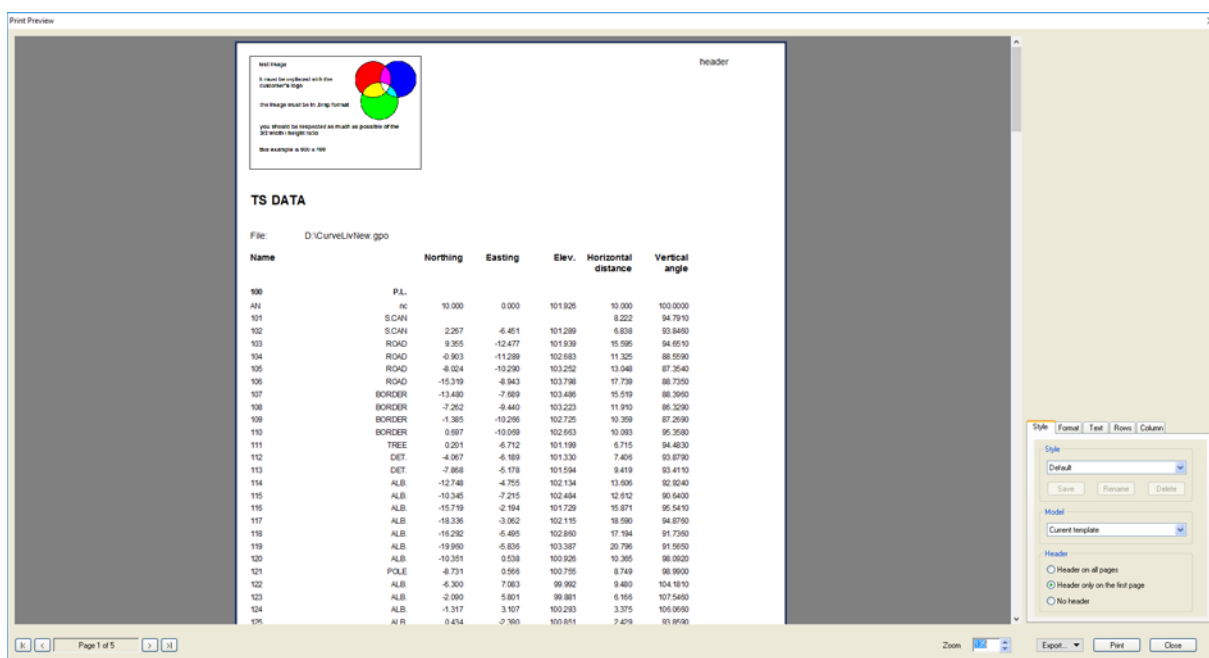 Print Preview
test image
it must be replaced with the
customer's logo
the image must be in .bmp format
you should be respected as much as possible of the
3/2 width / height ratio
this example is 600 x 400
header
TS DATA
File: D:\CurveLivNew.gpo
Name Northing Easting Elev. Horizontal distance Vertical angle
100 P.L.
AN nc 10.000 0.000 101.926 10.000 100.0000
101 S.CAN 8.222 94.7910
102 S.CAN 2.267 -6.451 101.289 6.838 93.8460
103 ROAD 9.355 -12.477 101.939 15.595 94.6510
104 ROAD -0.903 -11.289 102.683 11.325 88.5590
105 ROAD -8.024 -10.290 103.252 13.048 87.3540
106 ROAD -15.319 -8.943 103.798 17.739 88.7350
107 BORDER -13.480 -7.689 103.486 15.519 88.3960
108 BORDER -7.262 -9.440 103.223 11.910 86.3290
109 BORDER -1.385 -10.266 102.725 10.359 87.2690
110 BORDER 0.697 -10.069 102.663 10.093 95.3580
111 TREE 0.201 -6.712 101.199 6.715 94.4830
112 DET. -4.067 -6.189 101.330 7.406 93.8790
113 DET. -7.868 -5.178 101.594 9.419 93.4110
114 ALB. -12.748 -4.755 102.134 13.606 92.9240
115 ALB. -10.345 -7.215 102.484 12.612 90.6400
116 ALB. -15.719 -2.194 101.729 15.871 95.5410
117 ALB. -18.336 -3.062 102.115 18.590 94.8760
118 ALB. -16.292 -5.495 102.860 17.194 91.7360
119 ALB. -19.960 -5.836 103.387 20.796 91.5650
120 ALB. -10.351 0.538 100.926 10.365 98.0920
121 POLE -8.731 0.566 100.755 8.749 98.9900
122 ALB. -6.300 7.083 99.992 9.480 104.1810
123 ALB. -2.090 5.801 99.881 6.166 107.5460
124 ALB. -1.317 3.107 100.293 3.375 106.0660
125 ALB. 0.434 -2.390 100.851 2.429 93.8590
Style Format Text Rows Column
Style
Default
Save Rename Delete
Model
Current template
Header
Header on all pages
Header only on the first page
No header
Page 1 of 5 Zoom Export... Print Close